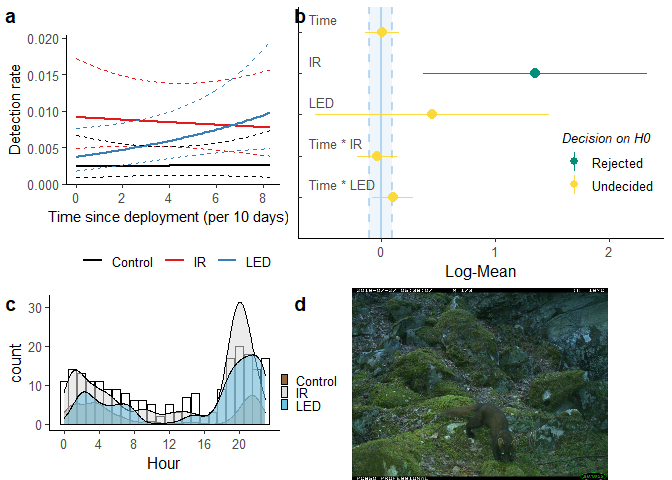 a
0.020
0.015
0.010
0.005
0.000
Detection rate
0 2 4 6 8
Time since deployment (per 10 days)
Control IR LED
b
Time
IR
LED
Time * IR
Time * LED
Decision on H0
Rejected
Undecided
0 1 2
Log-Mean
c
30
20
10
0
count
0 4 8 12 16 20
Hour
Control
IR
LED
d
PC850 PROFESSIONAL